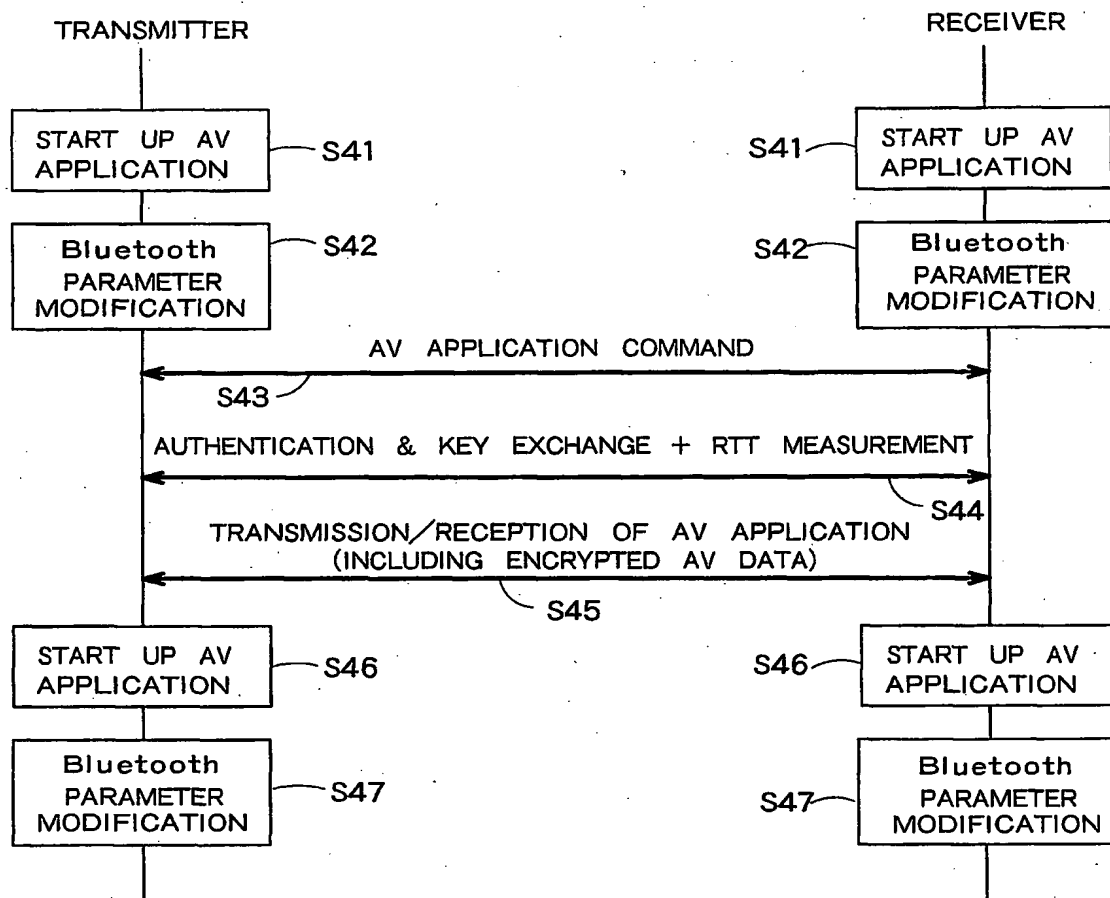 TRANSMITTER
RECEIVER
START UP AV
APPLICATION
S41
S41
START UP AV
APPLICATION
Bluetooth
PARAMETER
MODIFICATION
S42
S42
Bluetooth
PARAMETER
MODIFICATION
AV APPLICATION COMMAND
S43
AUTHENTICATION & KEY EXCHANGE + RTT MEASUREMENT
S44
TRANSMISSION/RECEPTION OF AV APPLICATION
(INCLUDING ENCRYPTED AV DATA)
S45
START UP AV
APPLICATION
S46
S46
START UP AV
APPLICATION
Bluetooth
PARAMETER
MODIFICATION
S47
S47
Bluetooth
PARAMETER
MODIFICATION